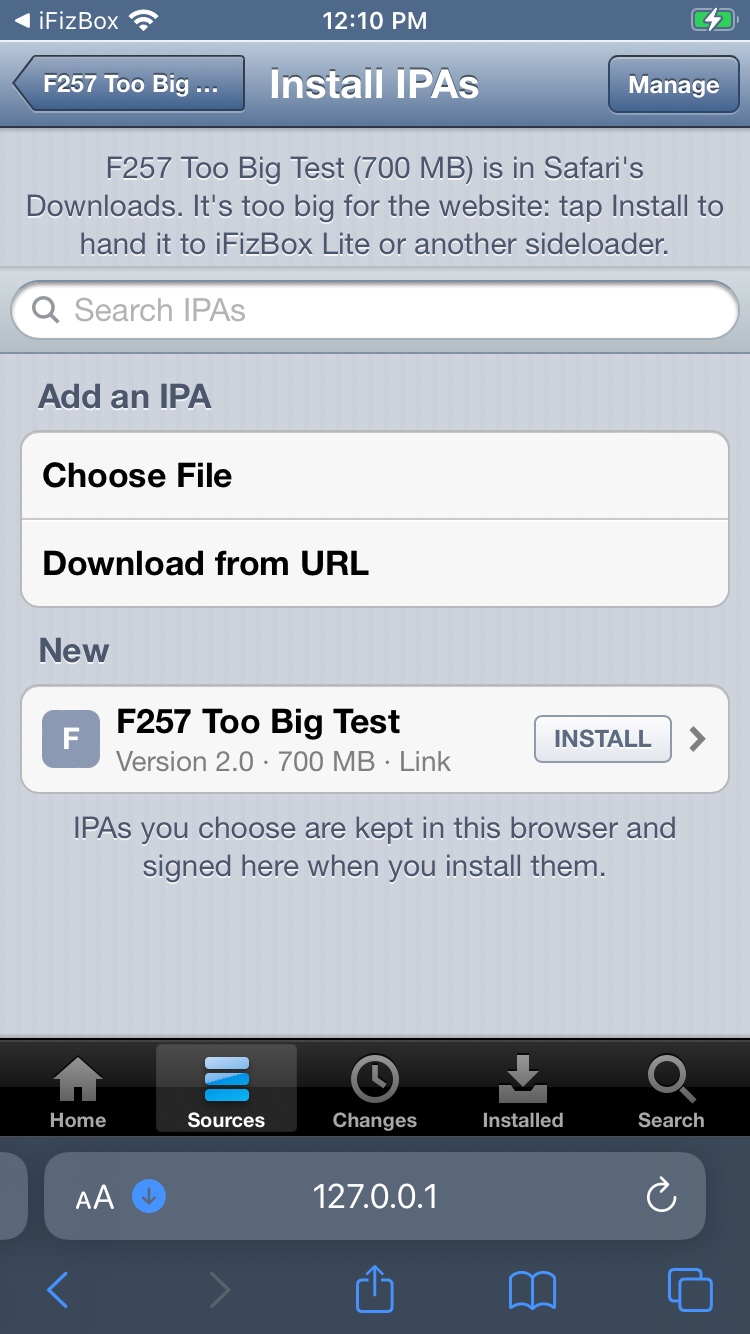 ◀ iFizBox 12:10 PM
F257 Too Big ... Install IPAs Manage
F257 Too Big Test (700 MB) is in Safari's
Downloads. It's too big for the website: tap Install to
hand it to iFizBox Lite or another sideloader.
Search IPAs
Add an IPA
Choose File
Download from URL
New
F
F257 Too Big Test
Version 2.0 · 700 MB · Link
INSTALL
IPAs you choose are kept in this browser and
signed here when you install them.
Home Sources Changes Installed Search
AA 127.0.0.1